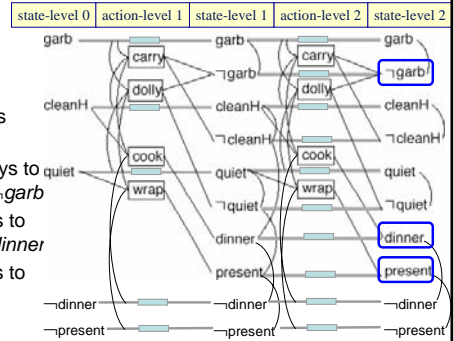 state-level 0 action-level 1 state-level 1 action-level 2 state-level 2
garb garb garb
carry carry
¬garb ¬garb
dolly dolly
cleanH cleanH cleanH
s
¬cleanH ¬cleanH
cook cook
ys to
quiet quiet quiet
¬garb
wrap wrap
s to
¬quiet ¬quiet
dinner
dinner dinner
s to
present present
¬dinner ¬dinner ¬dinner
¬present ¬present ¬present